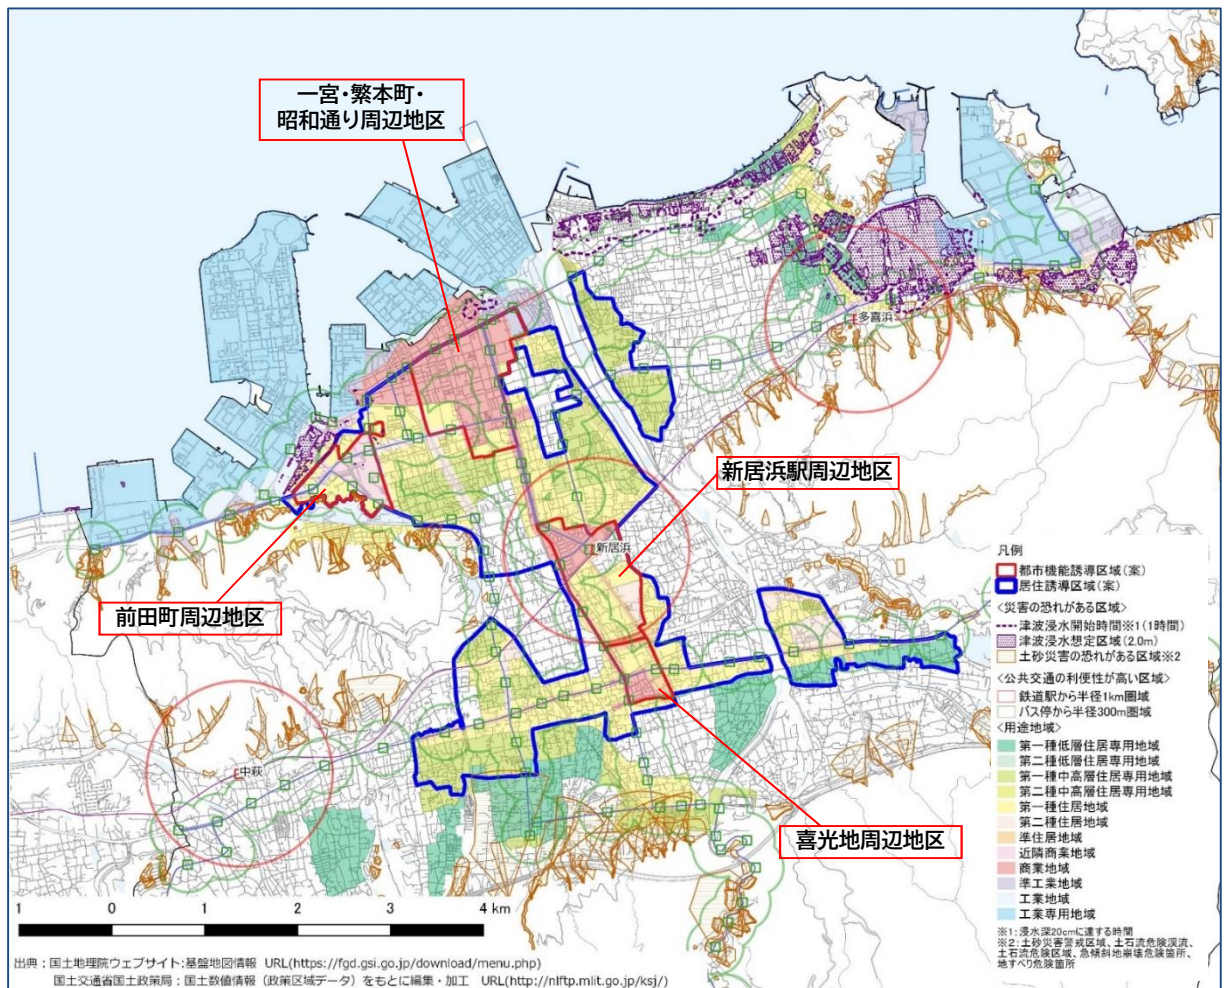 一宮・繁本町・
昭和通り周辺地区
多喜浜
新居浜駅周辺地区
新居浜
前田町周辺地区
中萩
喜光地周辺地区
凡例
都市機能誘導区域(案)
居住誘導区域(案)
<災害の恐れがある区域>
津波浸水開始時間※1(1時間)
津波浸水想定区域(2.0m)
土砂災害の恐れがある区域※2
<公共交通の利便性が高い区域>
鉄道駅から半径1km圏域
バス停から半径300m圏域
<用途地域>
第一種低層住居専用地域
第二種低層住居専用地域
第一種中高層住居専用地域
第二種中高層住居専用地域
第一種住居地域
第二種住居地域
準住居地域
近隣商業地域
商業地域
準工業地域
工業地域
工業専用地域
※1:浸水深20cmに達する時間
※2:土砂災害警戒区域、土石流危険渓流、
土石流危険区域、急傾斜地崩壊危険箇所、
地すべり危険箇所
1 0 1 2 3 4 km
出典:国土地理院ウェブサイト:基盤地図情報 URL(https://fgd.gsi.go.jp/download/menu.php)
国土交通省国土政策局:国土数値情報(政策区域データ)をもとに編集・加工 URL(http://nlftp.mlit.go.jp/ksj/)